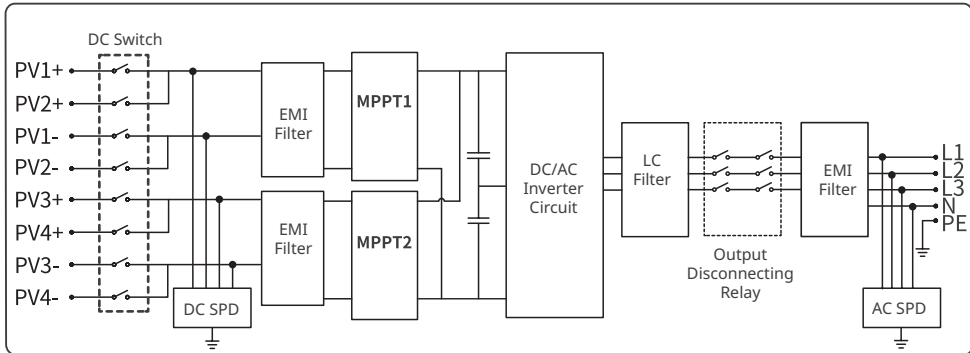 DC Switch
PV1+
PV2+
PV1-
PV2-
PV3+
PV4+
PV3-
PV4-
DC SPD
EMI
Filter
EMI
Filter
MPPT1
MPPT2
DC/AC
Inverter
Circuit
LC
Filter
Output
Disconnecting
Relay
EMI
Filter
L1
L2
L3
N
PE
AC SPD